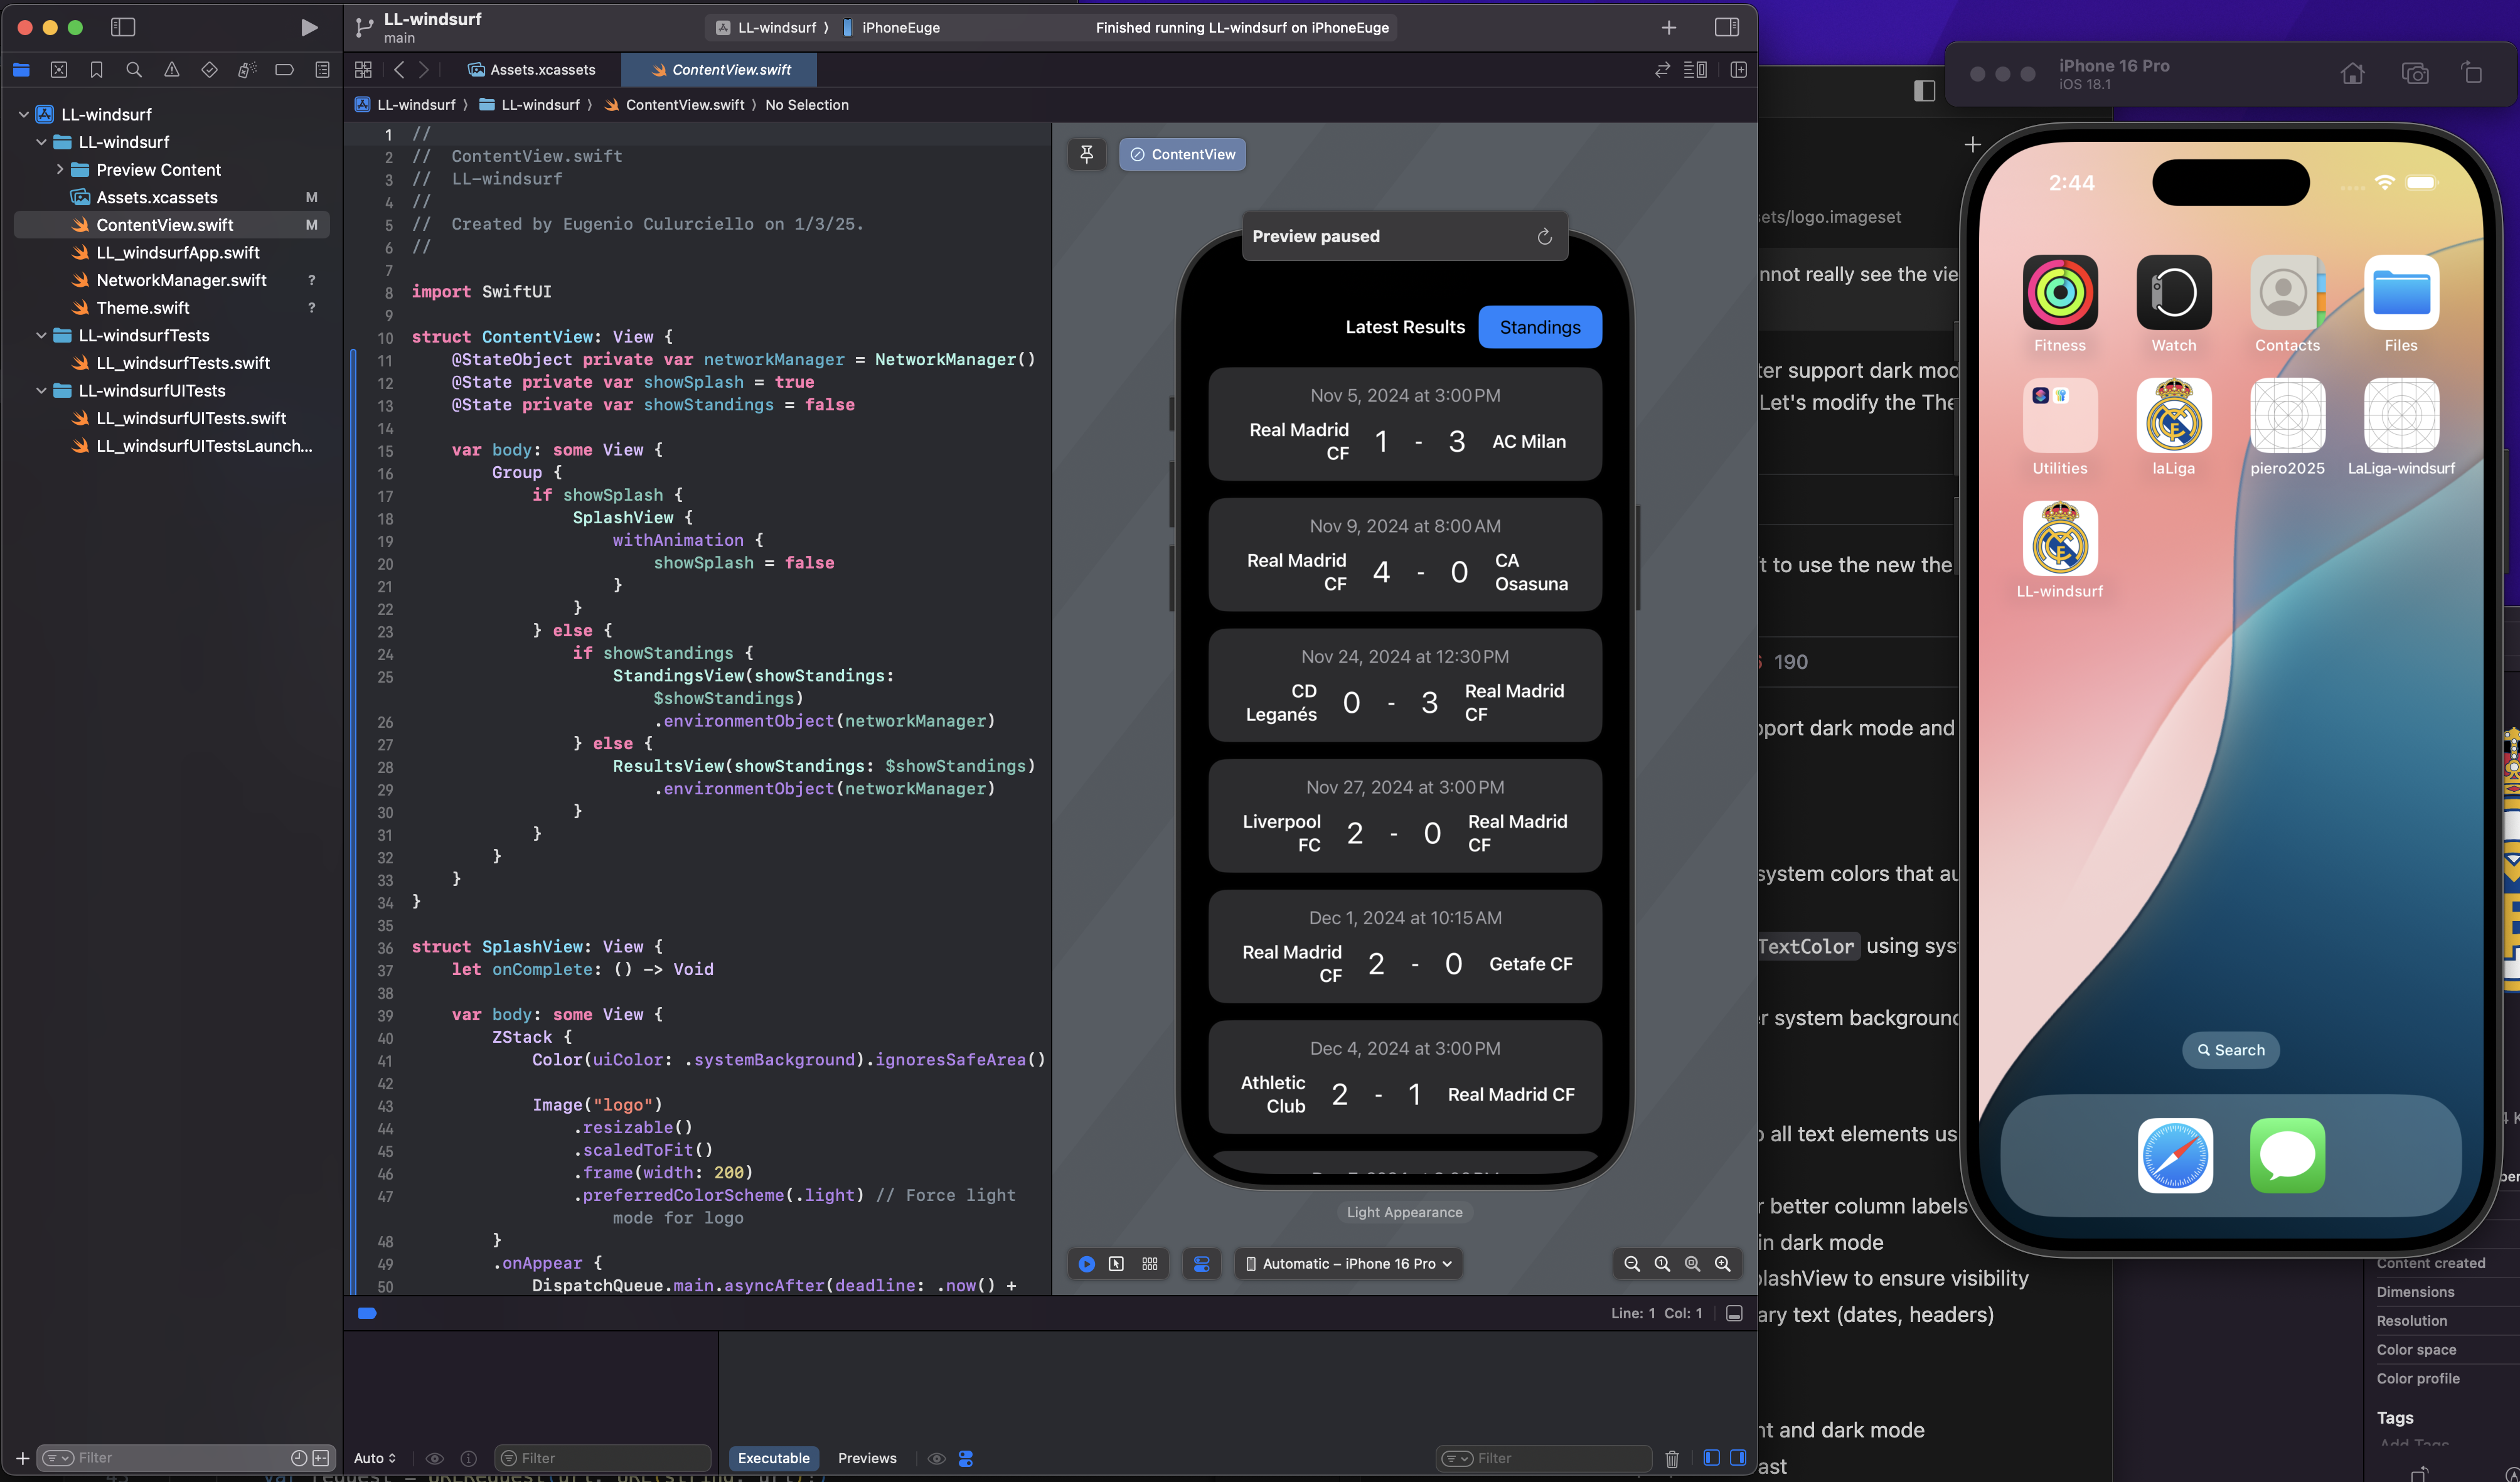 LL-windsurf
main
LL-windsurf
iPhoneEuge
Finished running LL-windsurf on iPhoneEuge
Assets.xcassets
ContentView.swift
LL-windsurf
LL-windsurf
ContentView.swift
No Selection
LL-windsurf
LL-windsurf
Preview Content
Assets.xcassets M
ContentView.swift M
LL_windsurfApp.swift
NetworkManager.swift ?
Theme.swift ?
LL-windsurfTests
LL_windsurfTests.swift
LL-windsurfUITests
LL_windsurfUITests.swift
LL_windsurfUITestsLaunch...
Filter
1 //
2 // ContentView.swift
3 // LL-windsurf
4 //
5 // Created by Eugenio Culurciello on 1/3/25.
6 //
7
8 import SwiftUI
9
10 struct ContentView: View {
11 @StateObject private var networkManager = NetworkManager()
12 @State private var showSplash = true
13 @State private var showStandings = false
14
15 var body: some View {
16 Group {
17 if showSplash {
18 SplashView {
19 withAnimation {
20 showSplash = false
21 }
22 }
23 } else {
24 if showStandings {
25 StandingsView(showStandings:
$showStandings)
26 .environmentObject(networkManager)
27 } else {
28 ResultsView(showStandings: $showStandings)
29 .environmentObject(networkManager)
30 }
31 }
32 }
33 }
34 }
35
36 struct SplashView: View {
37 let onComplete: () -> Void
38
39 var body: some View {
40 ZStack {
41 Color(uiColor: .systemBackground).ignoresSafeArea()
42
43 Image("logo")
44 .resizable()
45 .scaledToFit()
46 .frame(width: 200)
47 .preferredColorScheme(.light) // Force light
mode for logo
48 }
49 .onAppear {
50 DispatchQueue.main.asyncAfter(deadline: .now() +
ContentView
Preview paused
Latest Results
Standings
Nov 5, 2024 at 3:00 PM
Real Madrid CF 1 - 3 AC Milan
Nov 9, 2024 at 8:00 AM
Real Madrid CF 4 - 0 CA Osasuna
Nov 24, 2024 at 12:30 PM
CD Leganés 0 - 3 Real Madrid CF
Nov 27, 2024 at 3:00 PM
Liverpool FC 2 - 0 Real Madrid CF
Dec 1, 2024 at 10:15 AM
Real Madrid CF 2 - 0 Getafe CF
Dec 4, 2024 at 3:00 PM
Athletic Club 2 - 1 Real Madrid CF
Light Appearance
Automatic – iPhone 16 Pro
Line: 1 Col: 1
Auto
Filter
Executable
Previews
Filter
iPhone 16 Pro
iOS 18.1
2:44
Fitness
Watch
Contacts
Files
Utilities
laLiga
piero2025
LaLiga-windsurf
LL-windsurf
Search
ets/logo.imageset
nnot really see the vie
ter support dark mod
Let's modify the The
t to use the new the
190
port dark mode and
system colors that au
TextColor using sys
r system background
all text elements us
r better column labels
in dark mode
lashView to ensure visibility
ary text (dates, headers)
nt and dark mode
ast
Content created
Dimensions
Resolution
Color space
Color profile
Tags
Add Tags